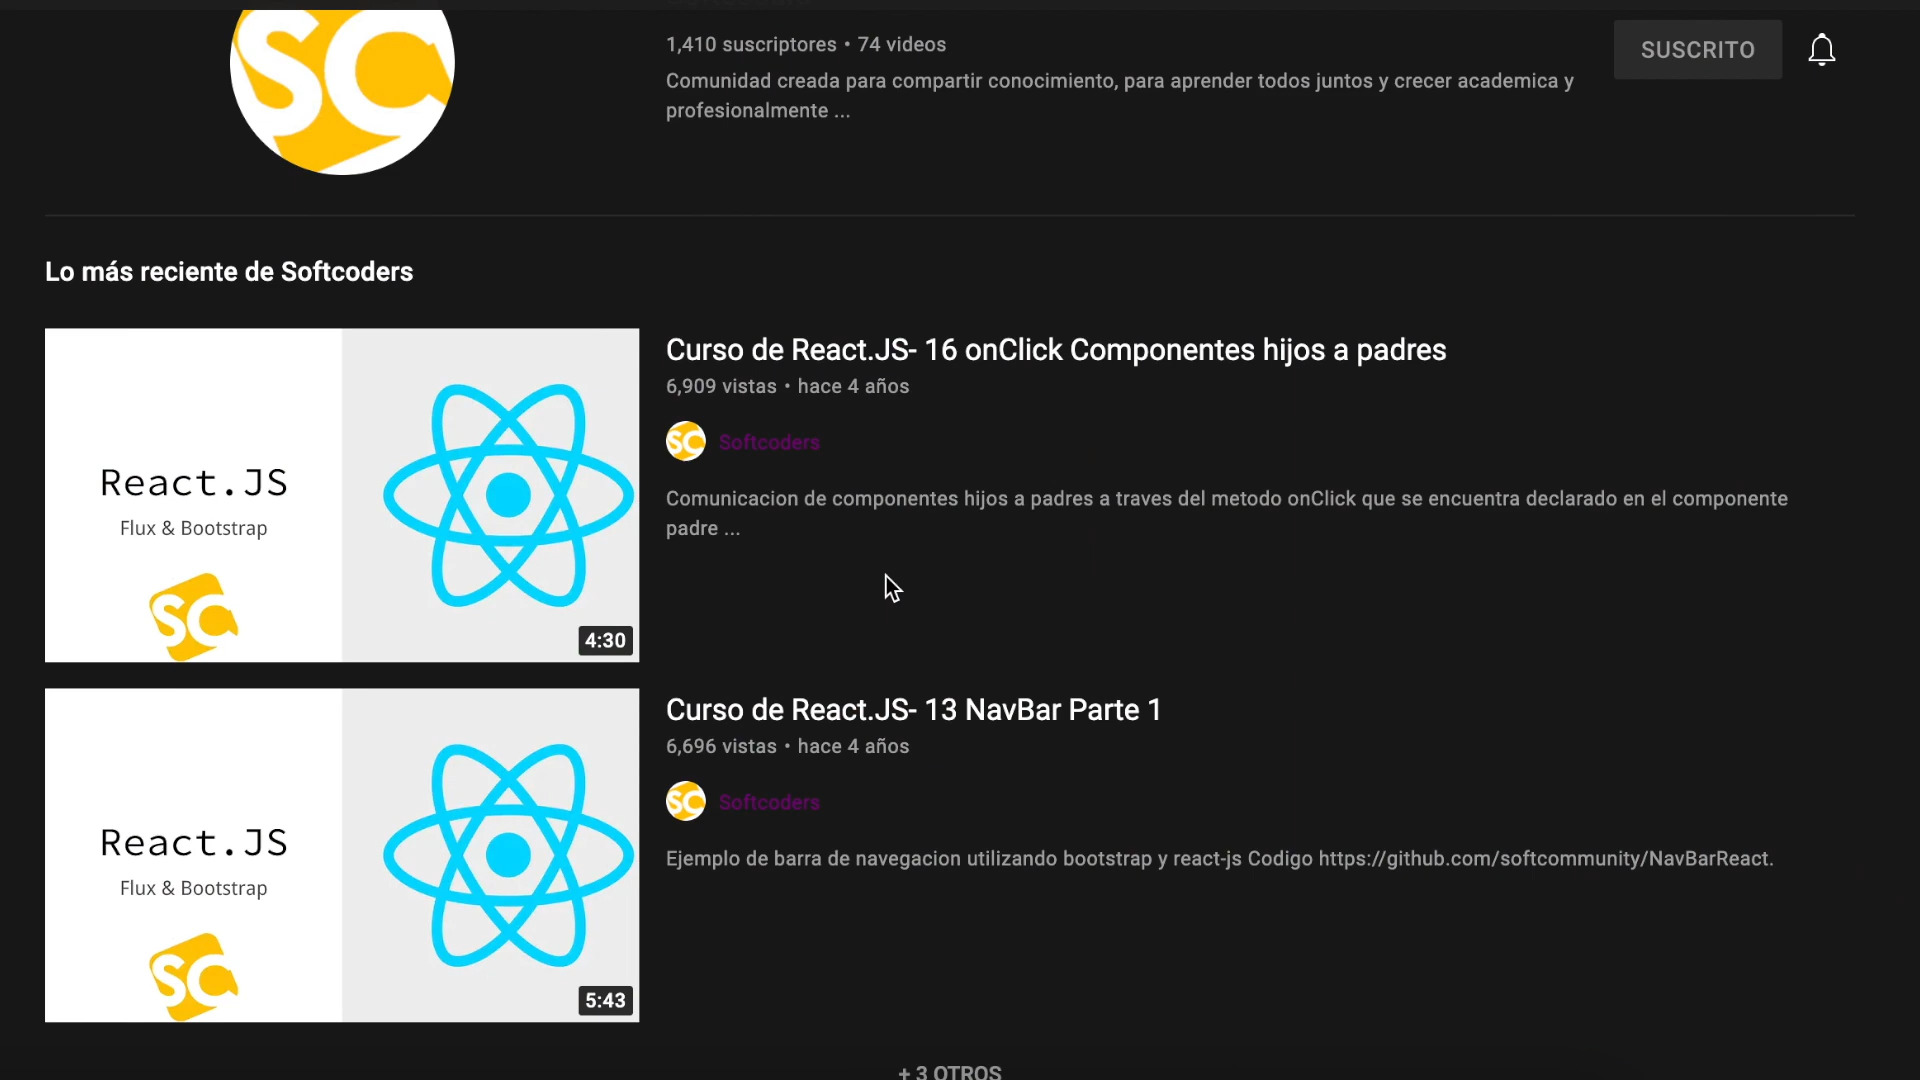 SC
1,410 suscriptores • 74 videos
SUSCRITO
Comunidad creada para compartir conocimiento, para aprender todos juntos y crecer academica y
profesionalmente ...
Lo más reciente de Softcoders
Curso de React.JS- 16 onClick Componentes hijos a padres
6,909 vistas • hace 4 años
SC Softcoders
Comunicacion de componentes hijos a padres a traves del metodo onClick que se encuentra declarado en el componente
padre ...
React.JS
Flux & Bootstrap
SC
4:30
Curso de React.JS- 13 NavBar Parte 1
6,696 vistas • hace 4 años
SC Softcoders
Ejemplo de barra de navegacion utilizando bootstrap y react-js Codigo https://github.com/softcommunity/NavBarReact.
React.JS
Flux & Bootstrap
SC
5:43
+ 3 OTROS